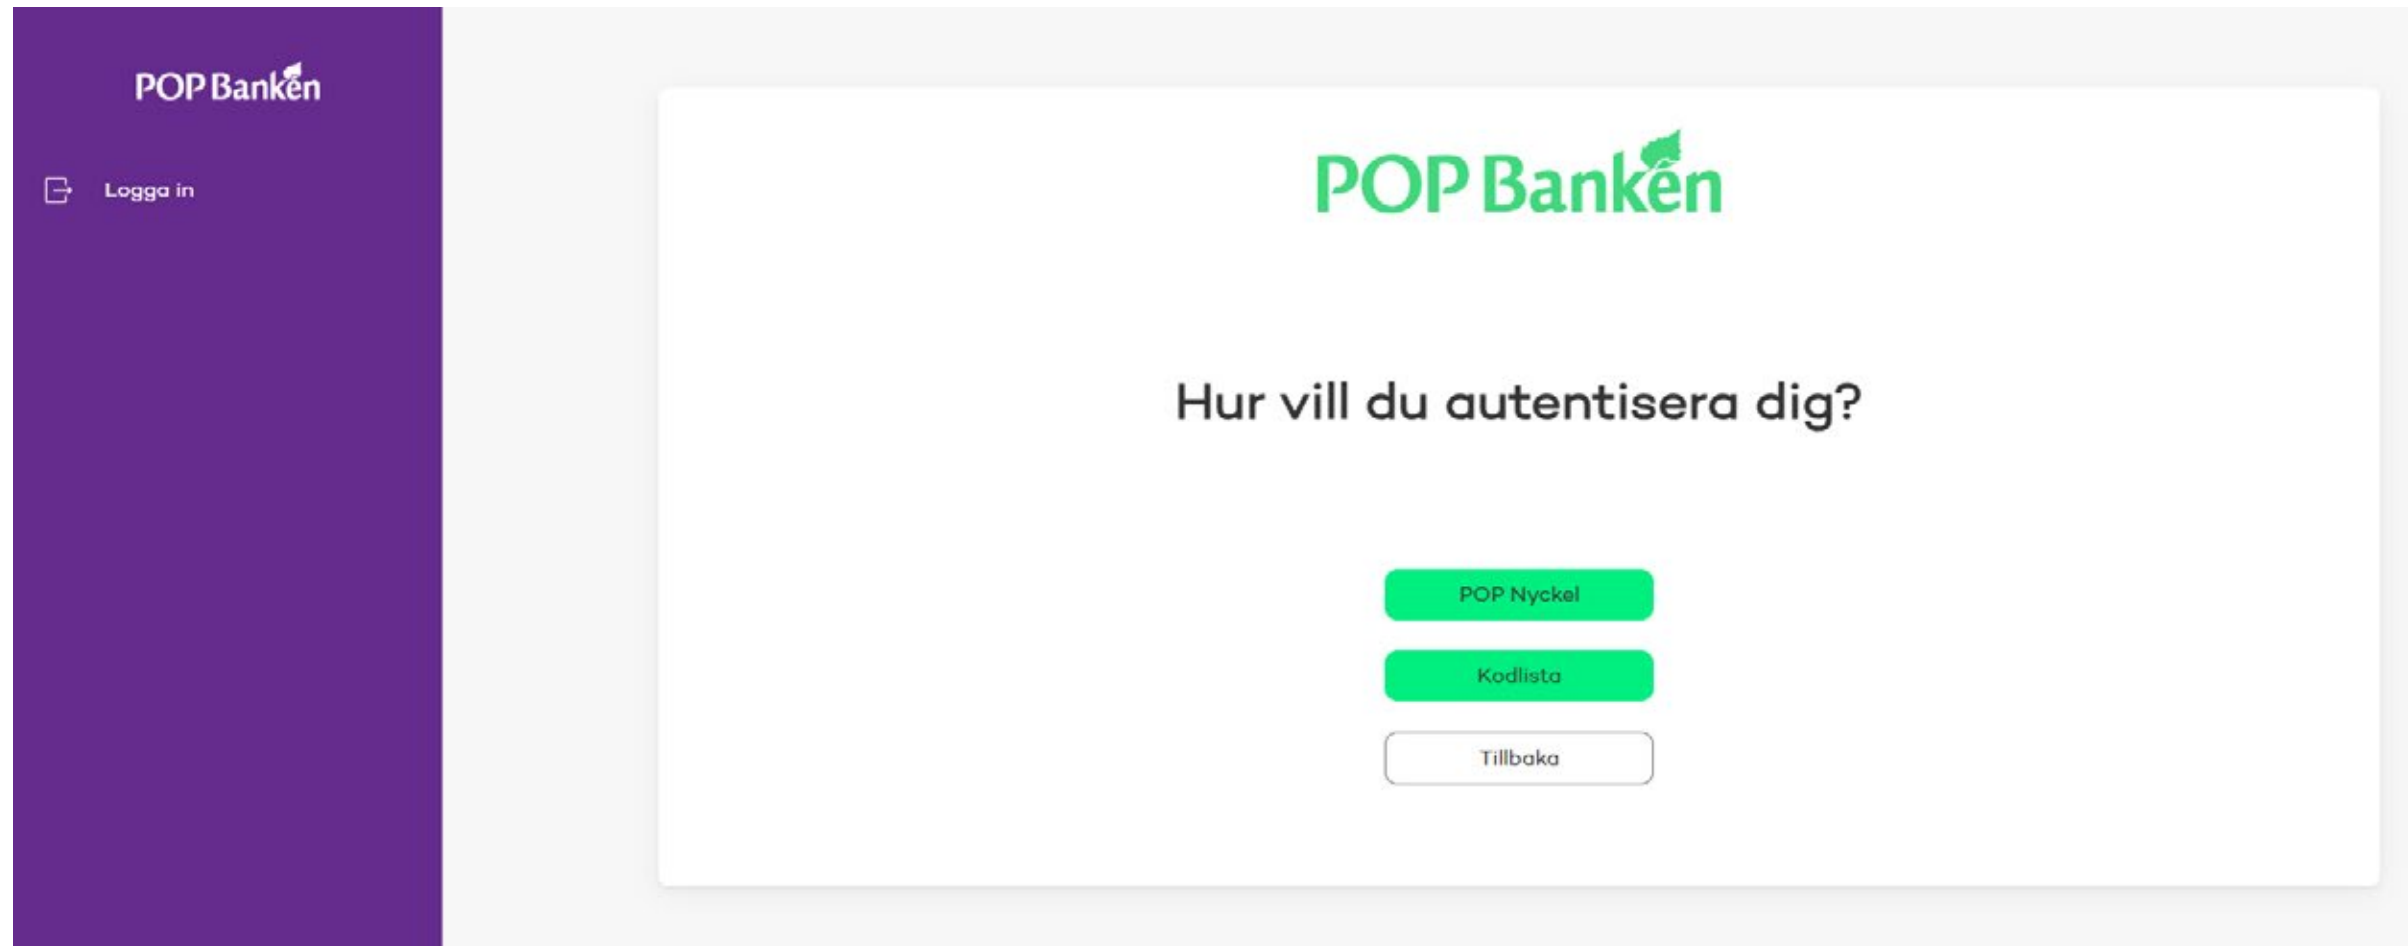 POP Banken
Logga in
POP Banken
Hur vill du autentisera dig?
POP Nyckel
Kodlista
Tillbaka